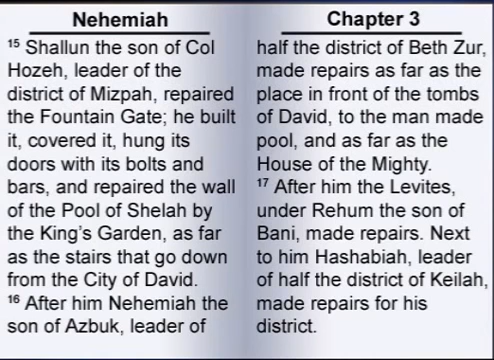 Nehemiah
15 Shallun the son of Col
Hozeh, leader of the
district of Mizpah, repaired
the Fountain Gate; he built
it, covered it, hung its
doors with its bolts and
bars, and repaired the wall
of the Pool of Shelah by
the King’s Garden, as far
as the stairs that go down
from the City of David.
16 After him Nehemiah the
son of Azbuk, leader of
Chapter 3
half the district of Beth Zur,
made repairs as far as the
place in front of the tombs
of David, to the man made
pool, and as far as the
House of the Mighty.
17 After him the Levites,
under Rehum the son of
Bani, made repairs. Next
to him Hashabiah, leader
of half the district of Keilah,
made repairs for his
district.